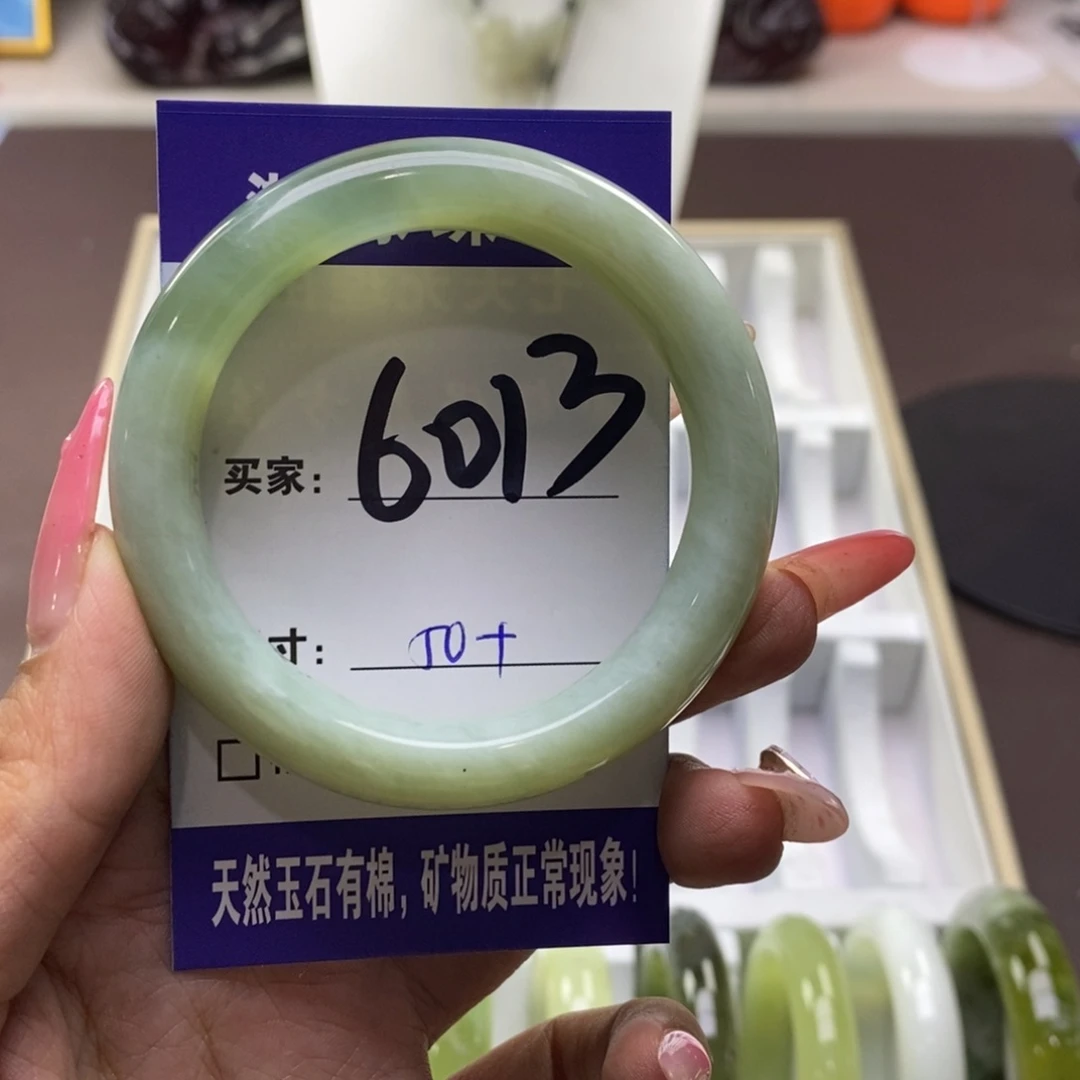 买家: 6013
寸: 50+
天然玉石有棉, 矿物质正常现象!